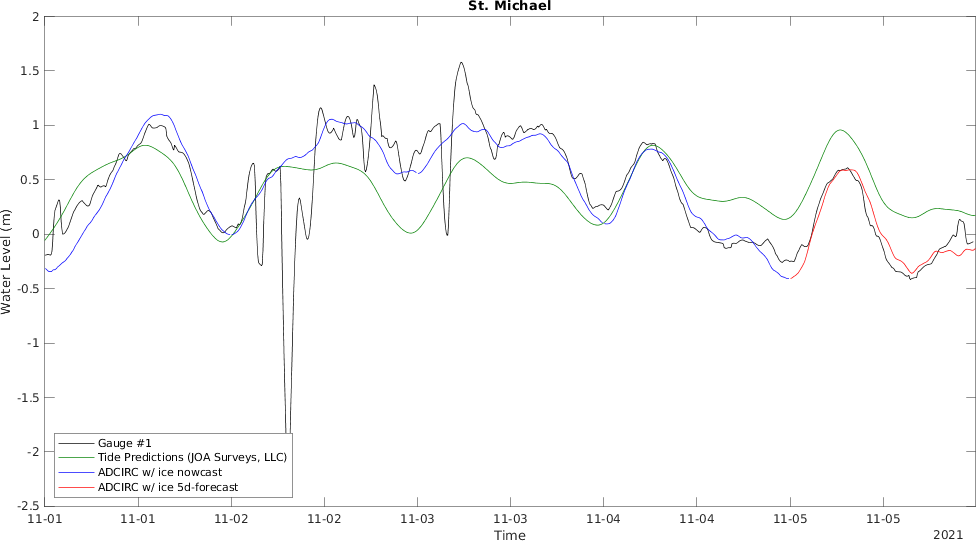 St. Michael
2
1.5
1
0.5
0
-0.5
-1
-1.5
-2
-2.5
Water Level (m)
Gauge #1
Tide Predictions (JOA Surveys, LLC)
ADCIRC w/ ice nowcast
ADCIRC w/ ice 5d-forecast
11-01 11-01 11-02 11-02 11-03 11-03 11-04 11-04 11-05 11-05
Time
2021